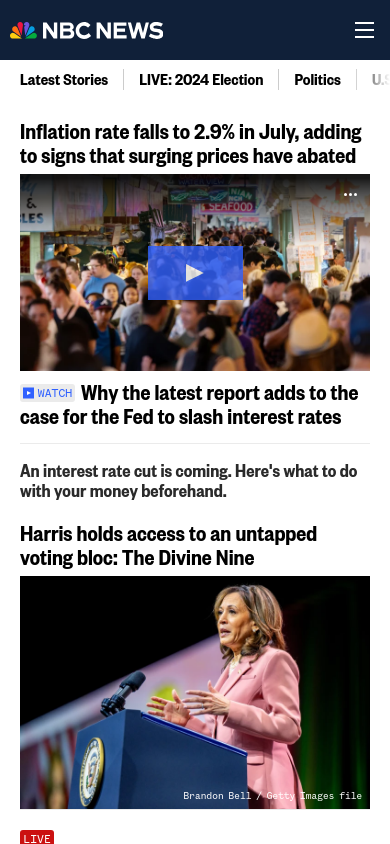 NBC NEWS
Latest Stories
LIVE: 2024 Election
Politics
Inflation rate falls to 2.9% in July, adding
to signs that surging prices have abated
SEAFOOD
WATCH Why the latest report adds to the
case for the Fed to slash interest rates
An interest rate cut is coming. Here's what to do
with your money beforehand.
Harris holds access to an untapped
voting bloc: The Divine Nine
Brandon Bell / Getty Images file
LIVE